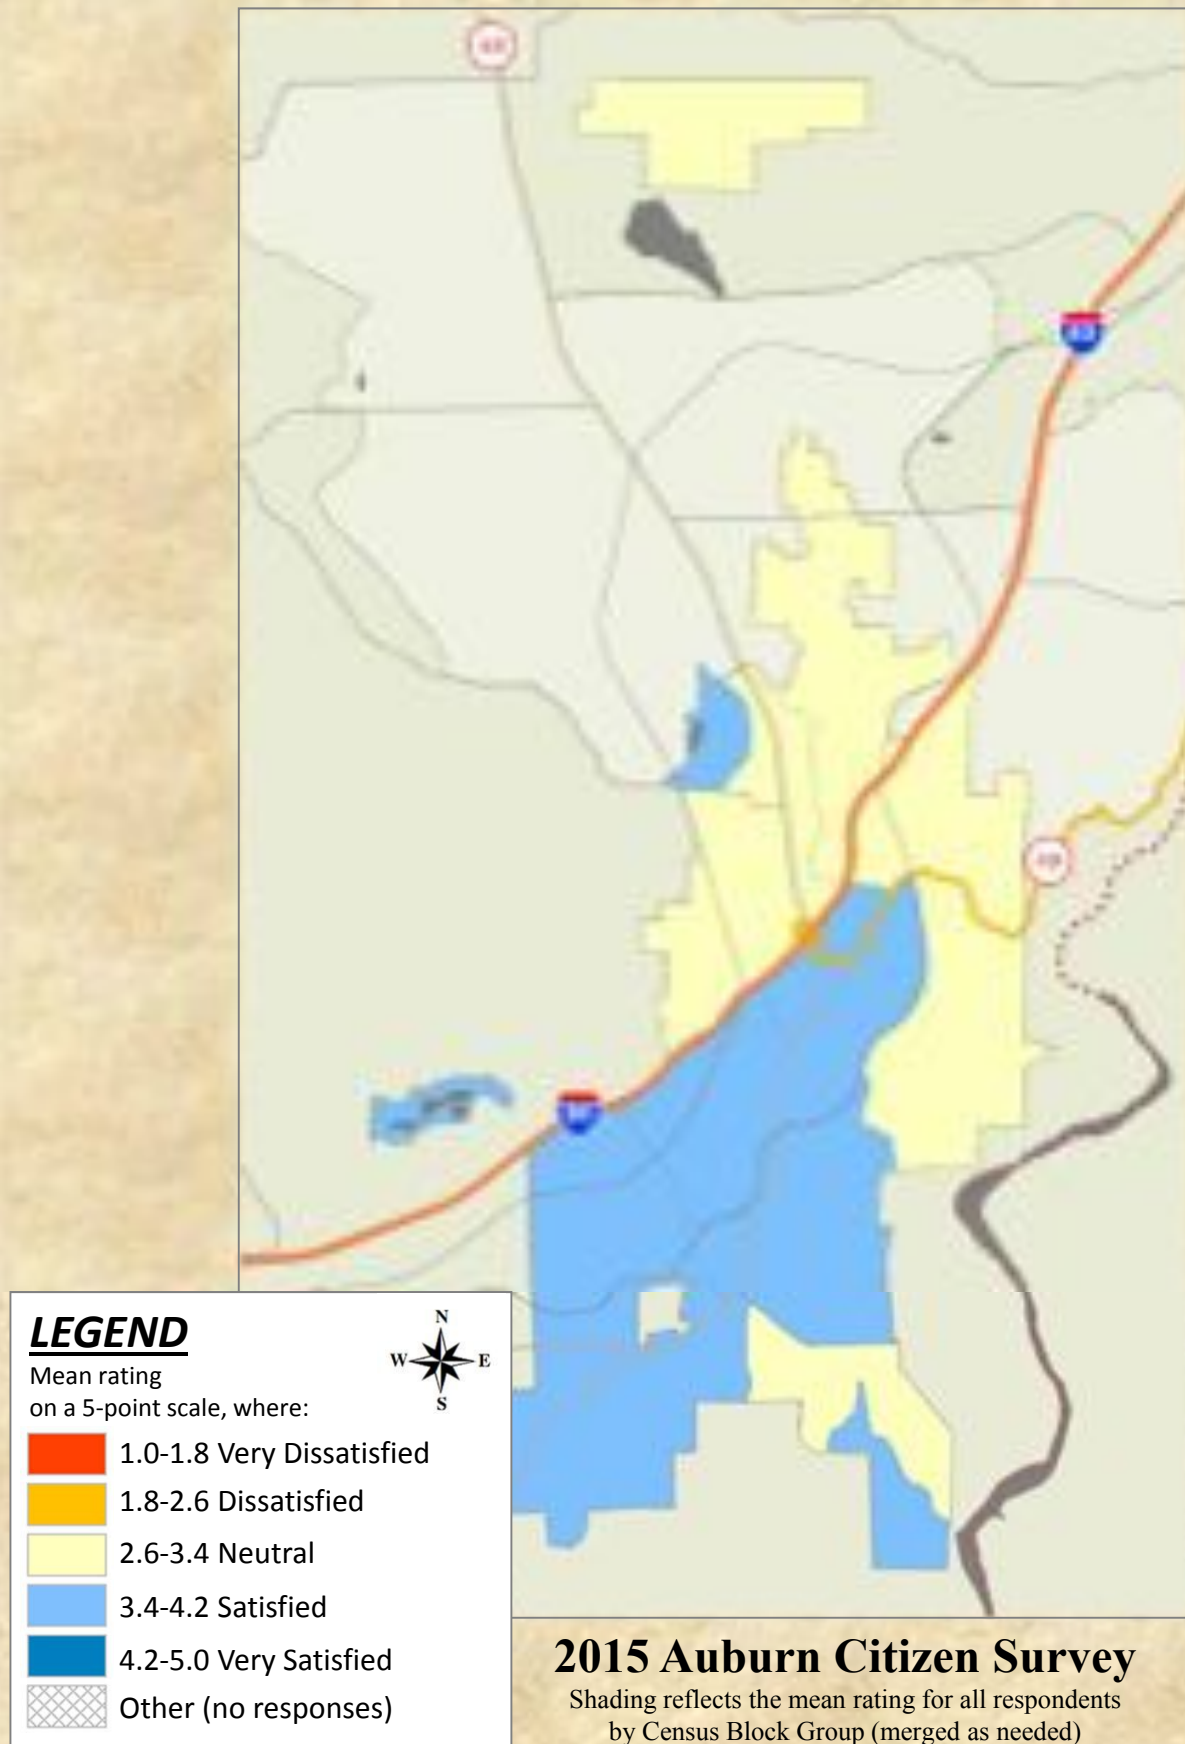 LEGEND
Mean rating
on a 5-point scale, where:
N
W E
S
1.0-1.8 Very Dissatisfied
1.8-2.6 Dissatisfied
2.6-3.4 Neutral
3.4-4.2 Satisfied
4.2-5.0 Very Satisfied
Other (no responses)
2015 Auburn Citizen Survey
Shading reflects the mean rating for all respondents
by Census Block Group (merged as needed)